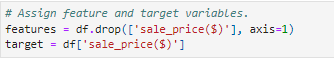 # Assign feature and target variables.
features = df.drop(['sale_price($)'], axis=1)
target = df['sale_price($)']